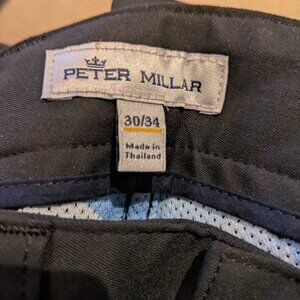 PETER MILLAR
30/34
Made in
Thailand